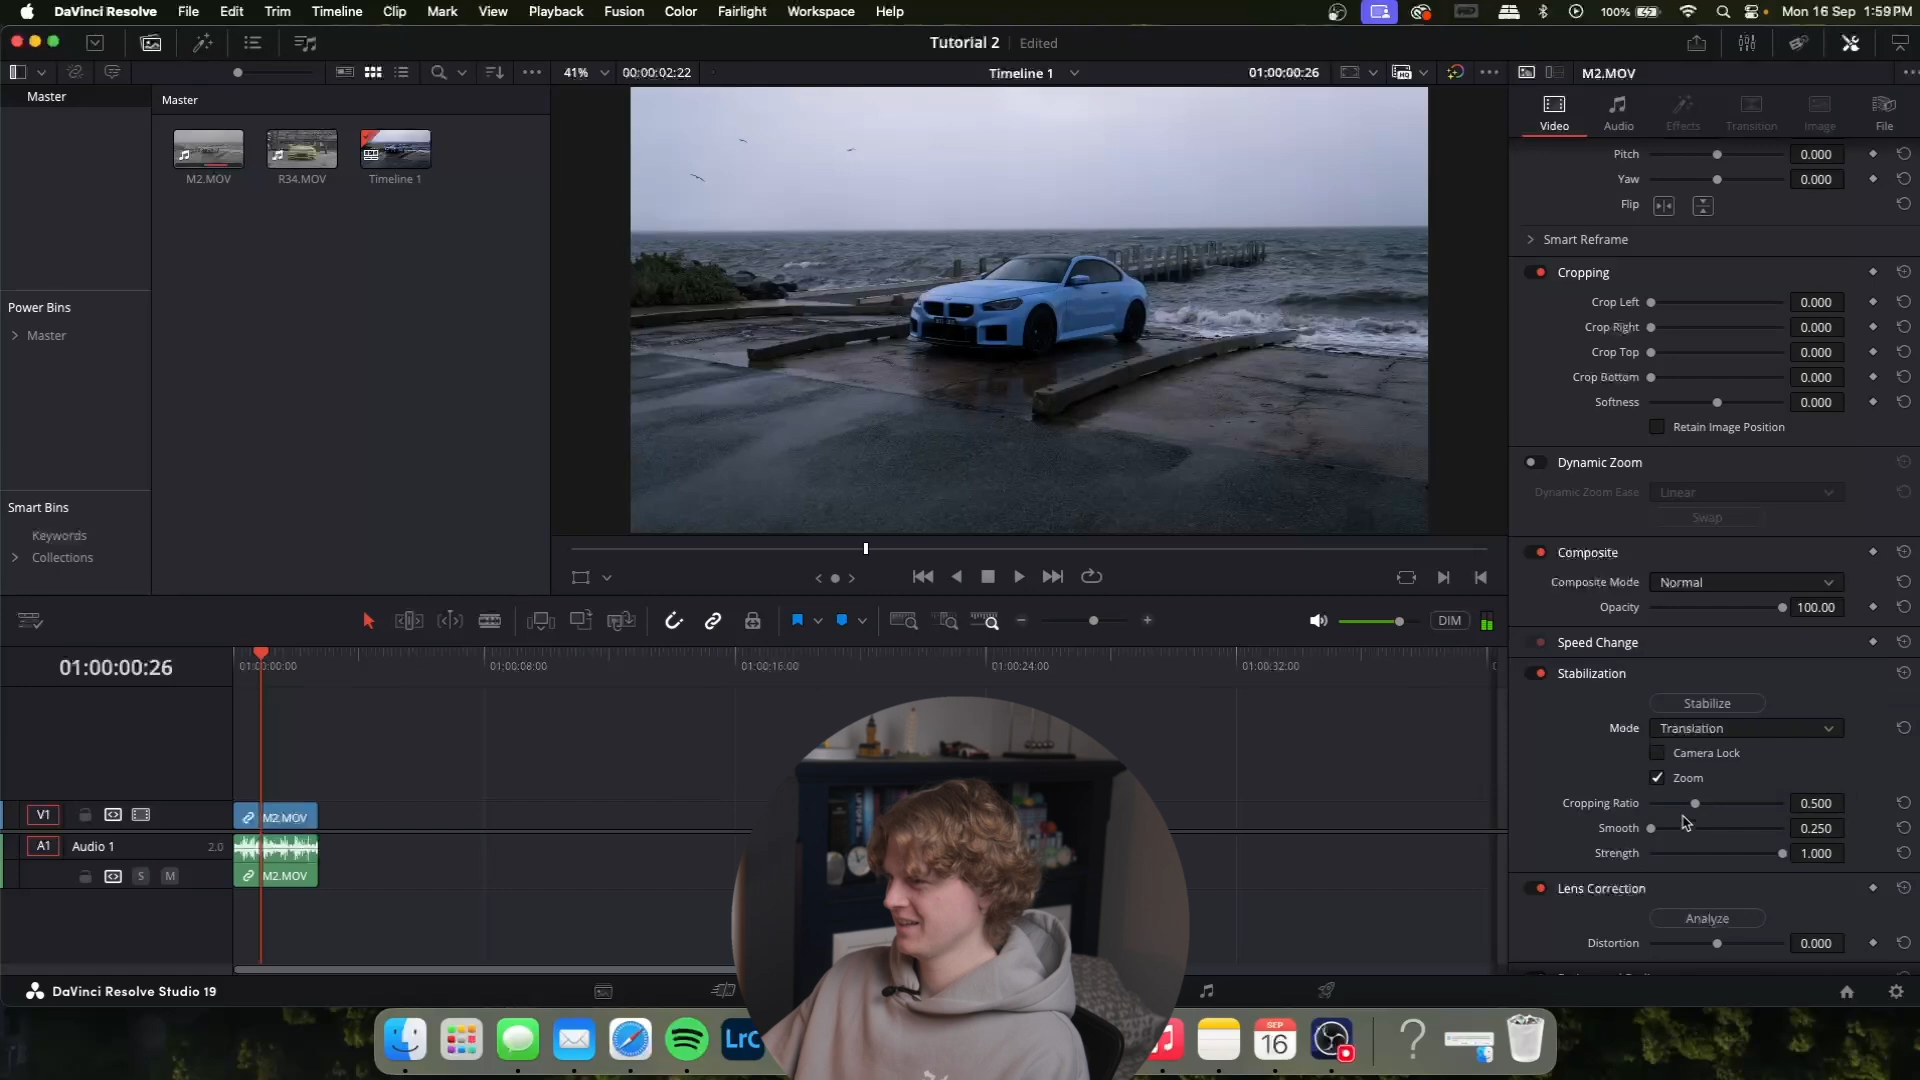 DaVinci Resolve File Edit Trim Timeline Clip Mark View Playback Fusion Color Fairlight Workspace Help 100% Mon 16 Sep 1:59 PM
Tutorial 2 Edited
41% 00:00:02:22 Timeline 1 01:00:00:26 M2.MOV
Master
Master
Video Audio Effects Transition Image File
M2.MOV R34.MOV Timeline 1
Pitch 0.000
Yaw 0.000
Flip
Smart Reframe
Cropping
Crop Left 0.000
Crop Right 0.000
Crop Top 0.000
Crop Bottom 0.000
Softness 0.000
Retain Image Position
Power Bins
Master
Dynamic Zoom
Dynamic Zoom Ease Linear
Swap
Smart Bins
Keywords
Collections
Composite
Composite Mode Normal
Opacity 100.00
DIM
Speed Change
Stabilization
Stabilize
Mode Translation
Camera Lock
Zoom
Cropping Ratio 0.500
Smooth 0.250
Strength 1.000
Lens Correction
Analyze
Distortion 0.000
01:00:00:26 01:00:00:00 01:00:08:00 01:00:16:00 01:00:24:00 01:00:32:00
V1 M2.MOV
A1 Audio 1 2.0
S M M2.MOV
DaVinci Resolve Studio 19
LrC
SEP
16